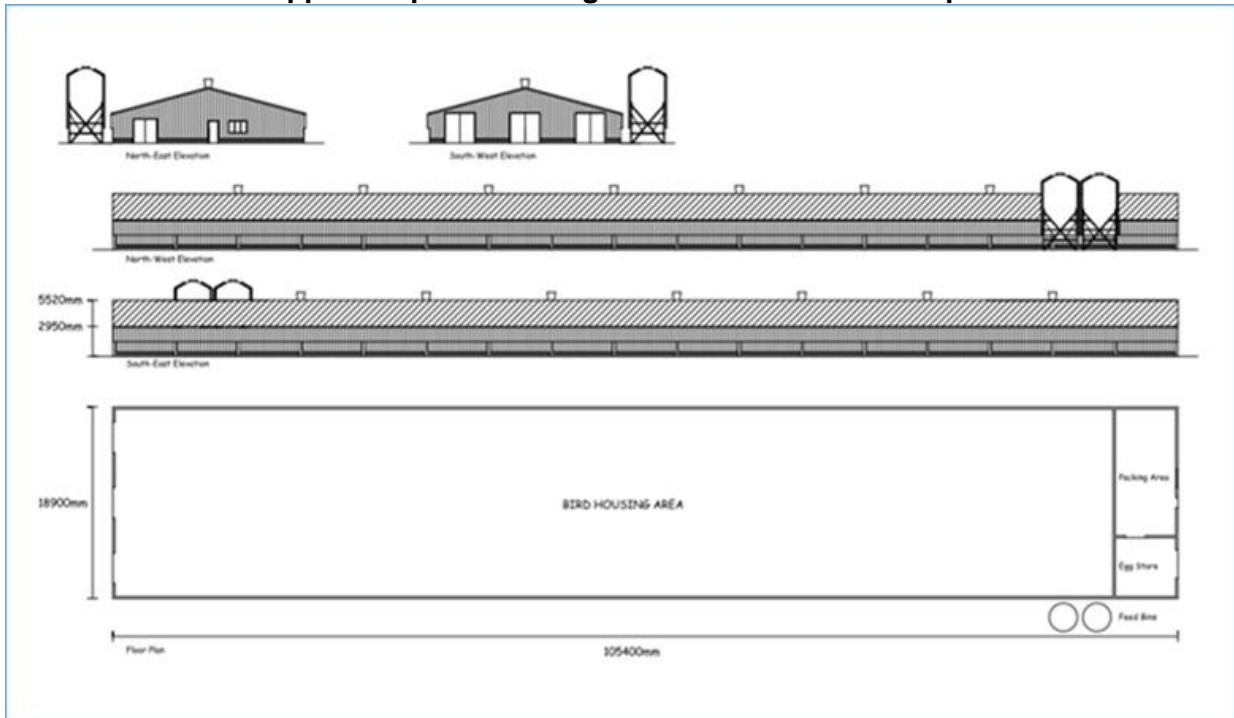 North-East Elevation
South-West Elevation
North-West Elevation
5520mm
2950mm
South-East Elevation
18900mm
BIRD HOUSING AREA
Packing Area
Egg Store
Feed Bins
Floor Plan
105400mm